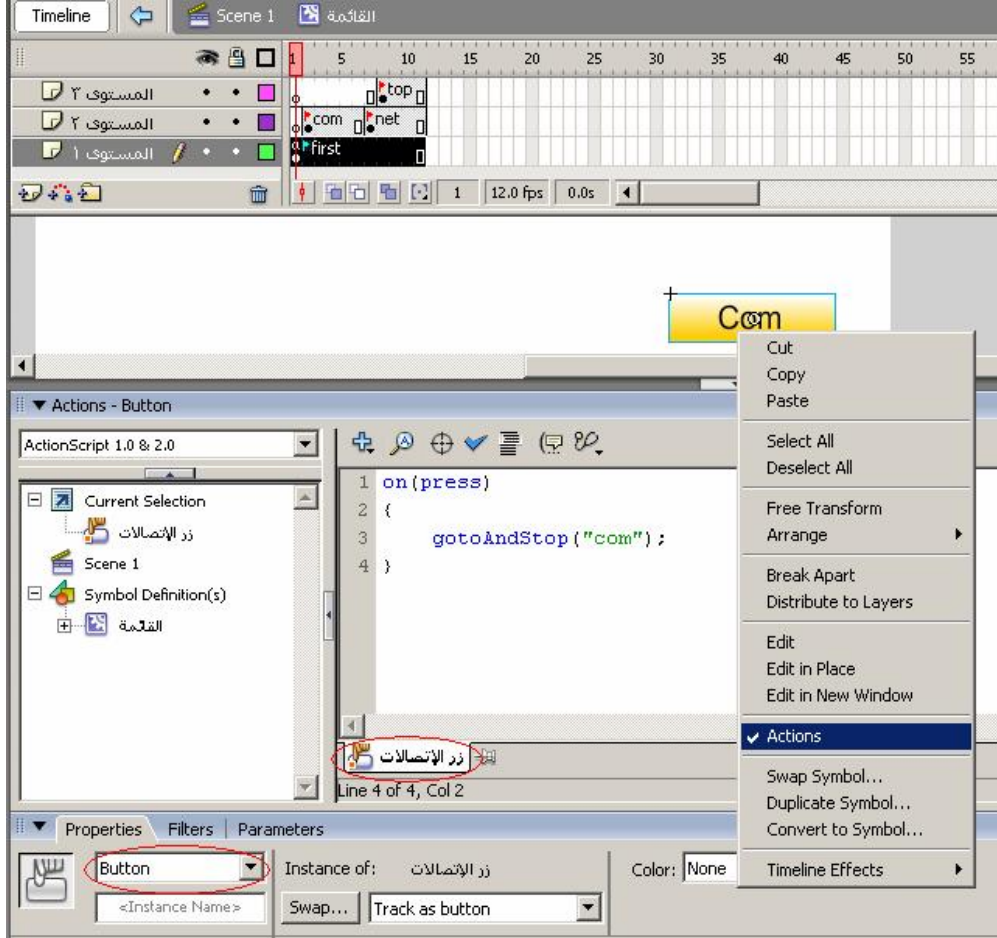 Timeline Scene 1 القائمة
1 5 10 15 20 25 30 35 40 45 50 55
المستوى ٣ top
المستوى ٢ com net
المستوى ١ first
1 12.0 fps 0.0s
Com
Cut
Copy
Paste
Select All
Deselect All
Free Transform
Arrange
Break Apart
Distribute to Layers
Edit
Edit in Place
Edit in New Window
Actions
Swap Symbol...
Duplicate Symbol...
Convert to Symbol...
Timeline Effects
Actions - Button
ActionScript 1.0 & 2.0
Current Selection
زر الإتصالات
Scene 1
Symbol Definition(s)
القائمة
1 on(press)
2 {
3 gotoAndStop("com");
4 }
زر الإتصالات
Line 4 of 4, Col 2
Properties Filters Parameters
Button Instance of: زر الإتصالات Color: None
<Instance Name> Swap... Track as button